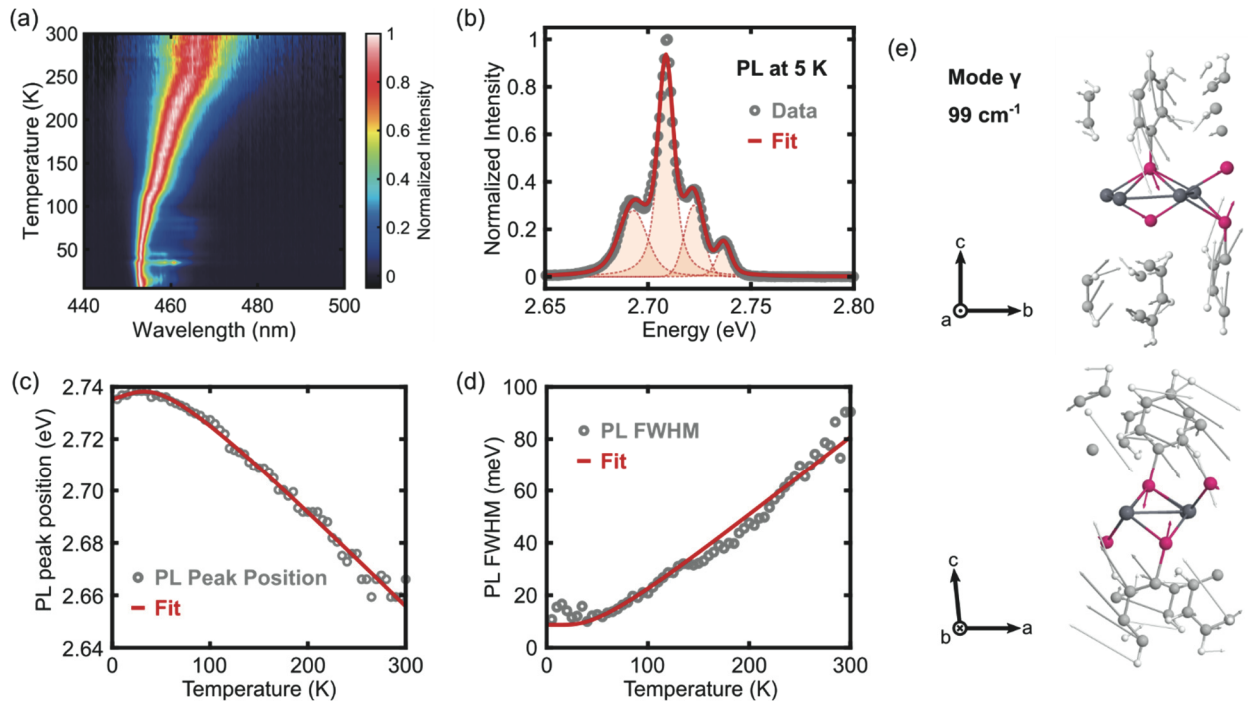 (a)
Temperature (K)
300
250
200
150
100
50
440
460
480
500
Wavelength (nm)
1
0.8
0.6
0.4
0.2
0
Normalized Intensity
(b)
Normalized Intensity
1
0.8
0.6
0.4
0.2
0
PL at 5 K
Data
Fit
2.65
2.70
2.75
2.80
Energy (eV)
(c)
PL peak position (eV)
2.74
2.72
2.70
2.68
2.66
2.64
PL Peak Position
Fit
0
100
200
300
Temperature (K)
(d)
PL FWHM (meV)
100
80
60
40
20
0
PL FWHM
Fit
0
100
200
300
Temperature (K)
(e)
Mode γ
99 cm⁻¹
c
a
b
c
b
a